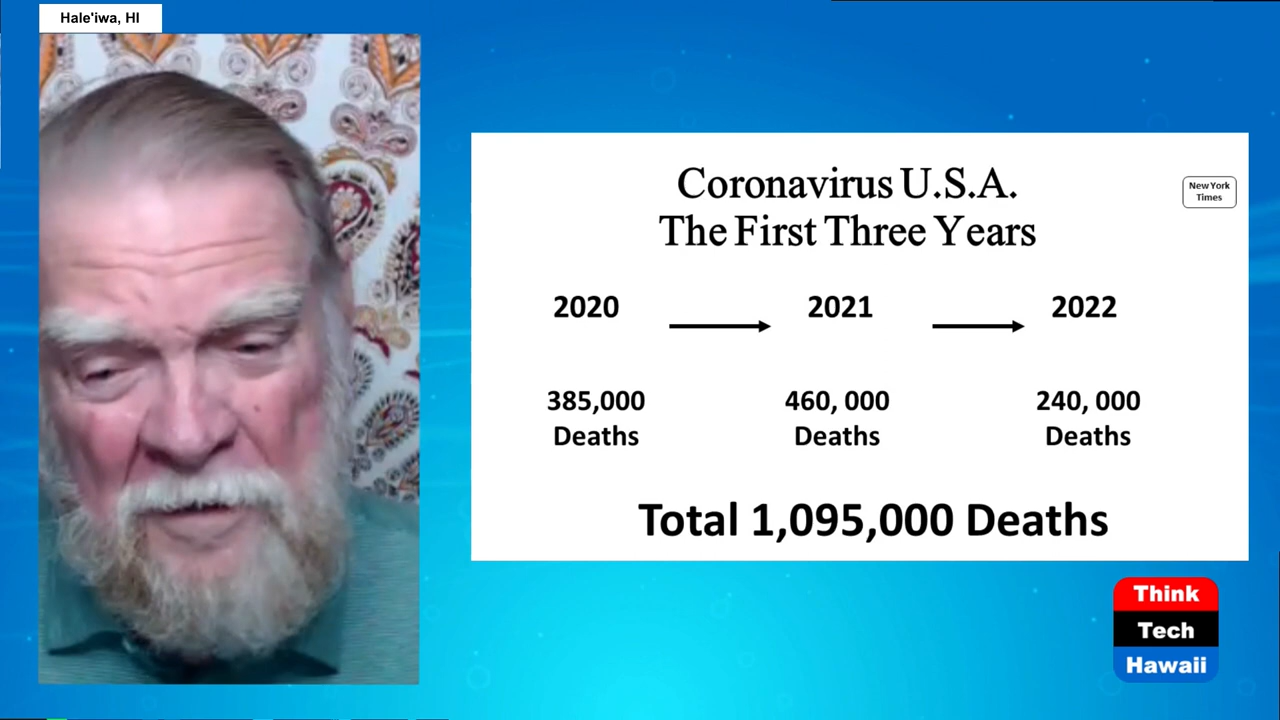 Hale'iwa, HI
Coronavirus U.S.A.
The First Three Years
New York
Times
2020
2021
2022
385,000
Deaths
460, 000
Deaths
240, 000
Deaths
Total 1,095,000 Deaths
Think
Tech
Hawaii